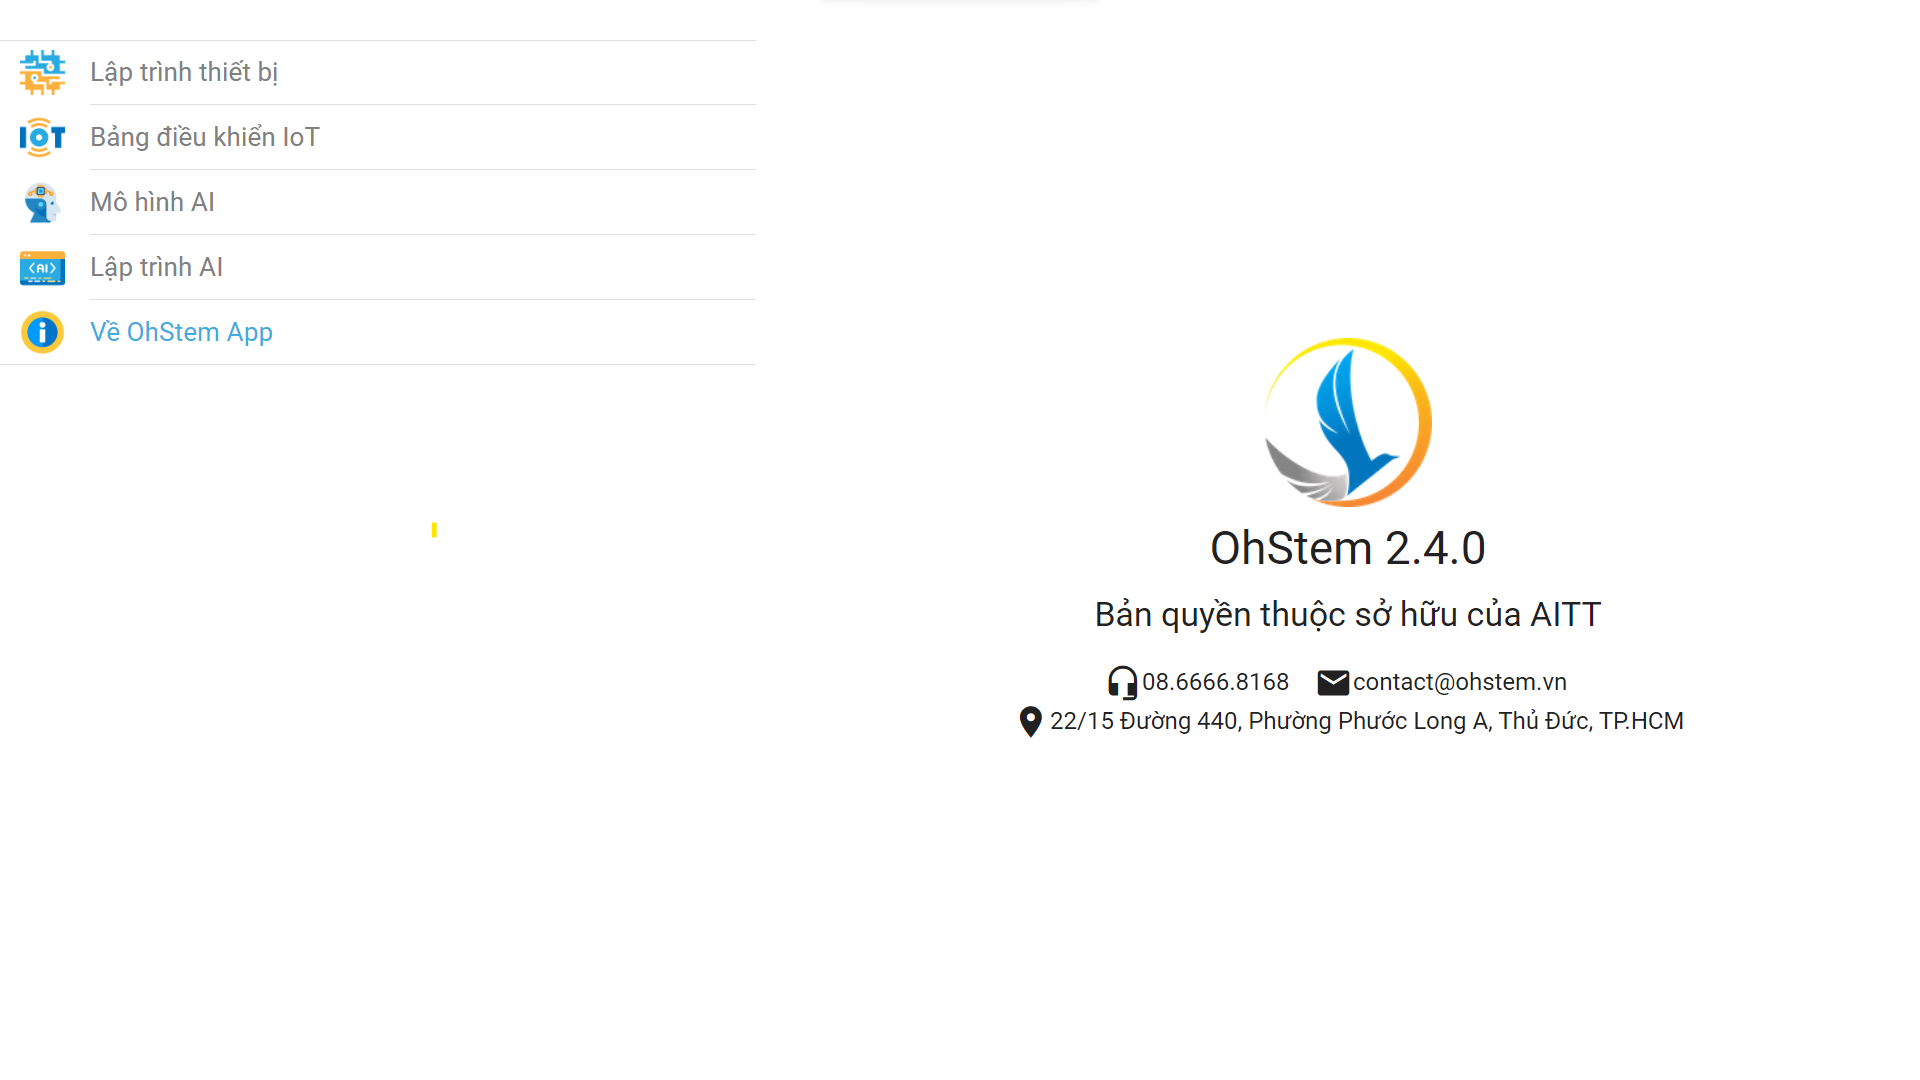 Lập trình thiết bị
IOT
Bảng điều khiển IoT
Mô hình AI
<AI>
Lập trình AI
i
Về OhStem App
OhStem 2.4.0
Bản quyền thuộc sở hữu của AITT
08.6666.8168 contact@ohstem.vn
22/15 Đường 440, Phường Phước Long A, Thủ Đức, TP.HCM